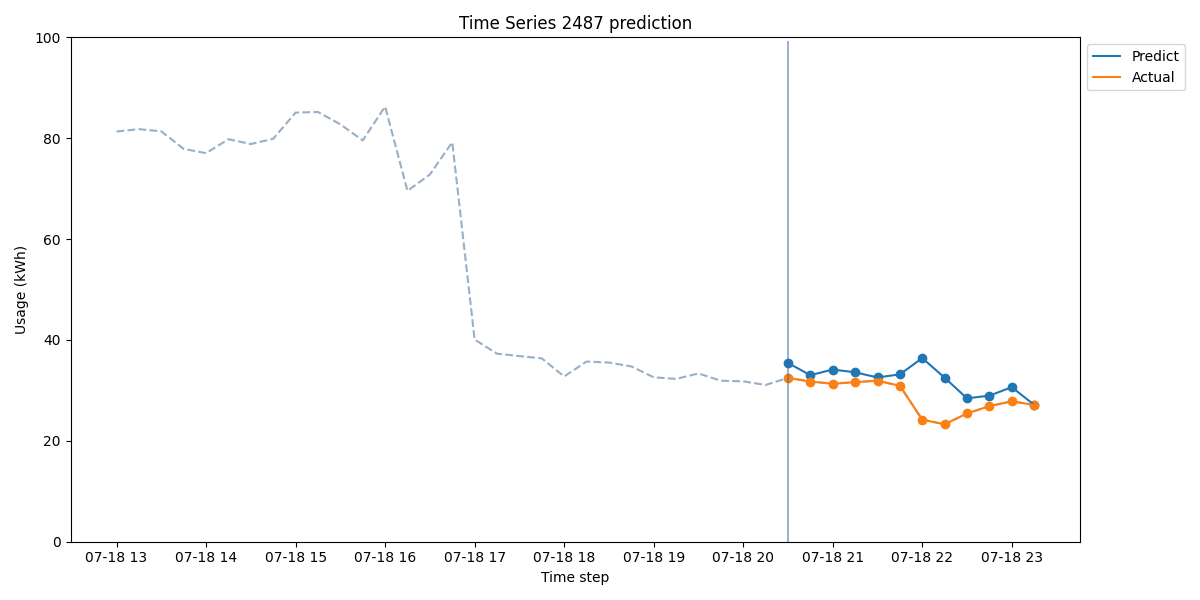 Time Series 2487 prediction
Predict
Actual
Usage (kWh)
100
80
60
40
20
0
07-18 13 07-18 14 07-18 15 07-18 16 07-18 17 07-18 18 07-18 19 07-18 20 07-18 21 07-18 22 07-18 23
Time step